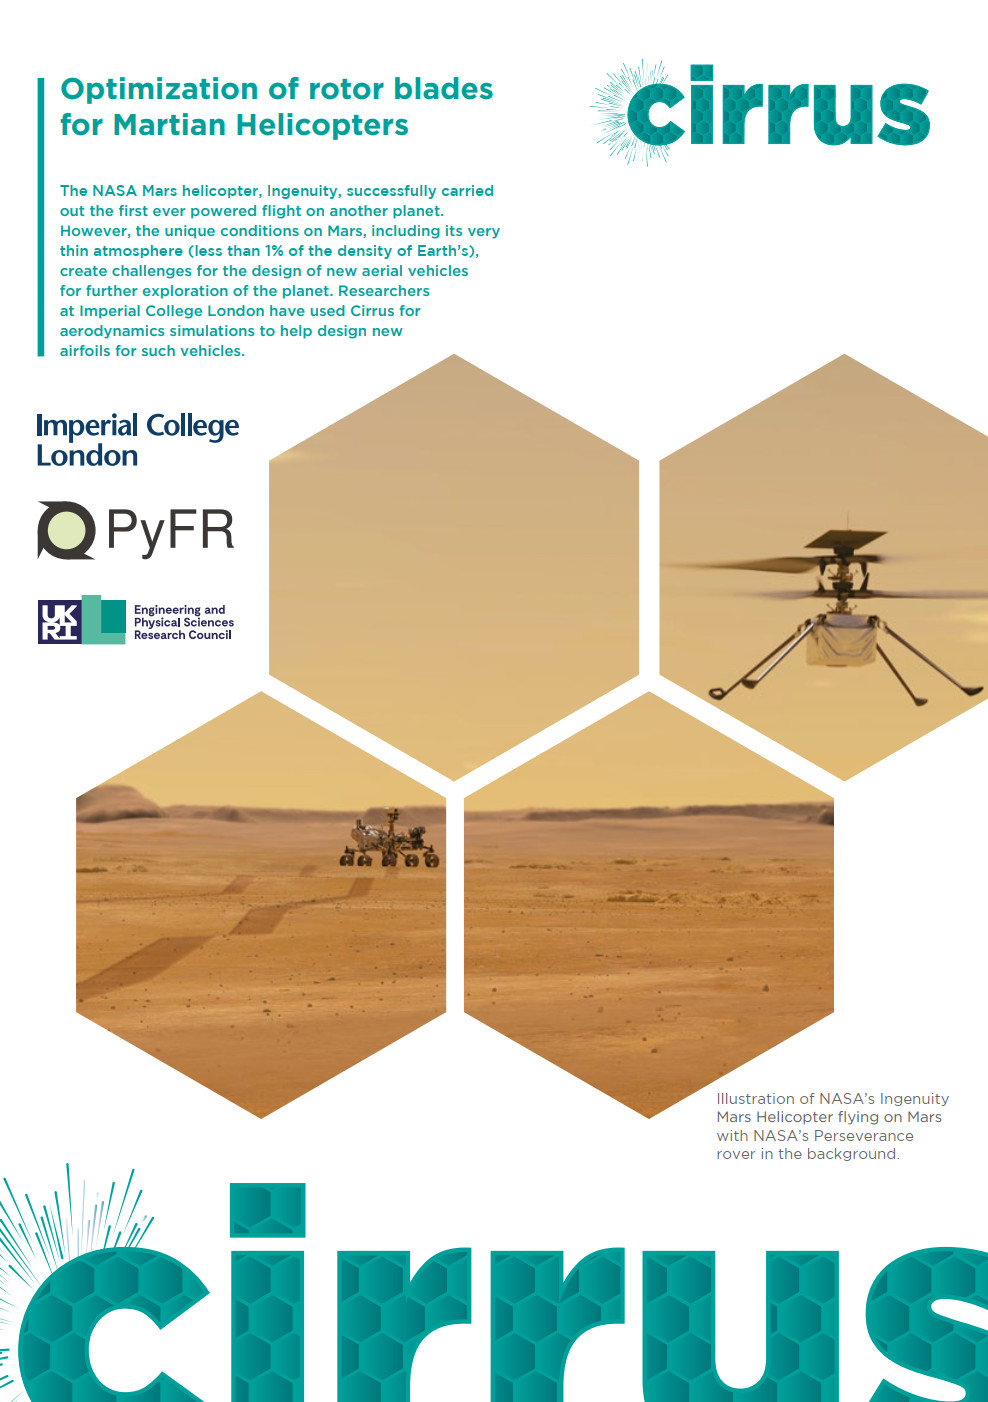 Optimization of rotor blades
for Martian Helicopters
cirrus
The NASA Mars helicopter, Ingenuity, successfully carried
out the first ever powered flight on another planet.
However, the unique conditions on Mars, including its very
thin atmosphere (less than 1% of the density of Earth's),
create challenges for the design of new aerial vehicles
for further exploration of the planet. Researchers
at Imperial College London have used Cirrus for
aerodynamics simulations to help design new
airfoils for such vehicles.
Imperial College
London
PyFR
UK
RI
Engineering and
Physical Sciences
Research Council
Illustration of NASA's Ingenuity
Mars Helicopter flying on Mars
with NASA's Perseverance
rover in the background.
cirrus